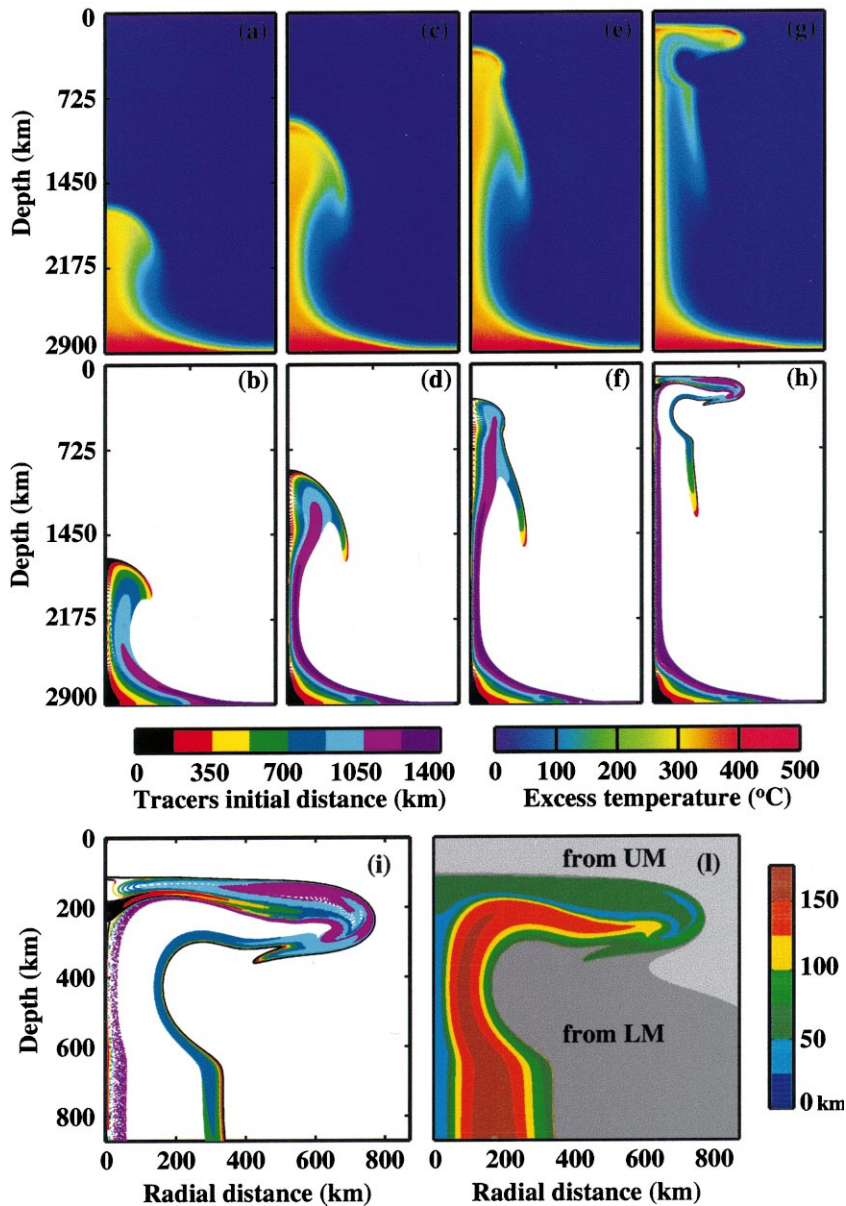 0
(a)
(c)
(e)
(g)
725
1450
2175
2900
Depth (km)
0
(b)
(d)
(f)
(h)
725
1450
2175
2900
Depth (km)
0 350 700 1050 1400
Tracers initial distance (km)
0 100 200 300 400 500
Excess temperature (°C)
0
200
400
600
800
Depth (km)
(i)
0 200 400 600 800
Radial distance (km)
from UM
(l)
from LM
0 200 400 600 800
Radial distance (km)
150
100
50
0 km